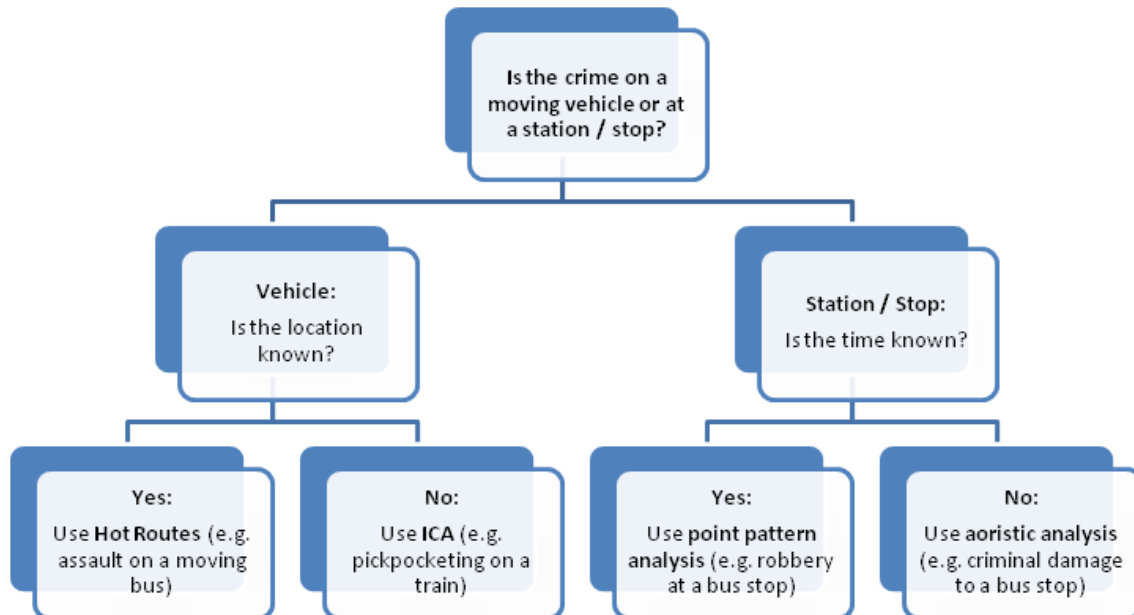 Is the crime on a
moving vehicle or at
a station / stop?
Vehicle:
Is the location
known?
Station / Stop:
Is the time known?
Yes:
Use Hot Routes (e.g.
assault on a moving
bus)
No:
Use ICA (e.g.
pickpocketing on a
train)
Yes:
Use point pattern
analysis (e.g. robbery
at a bus stop)
No:
Use aoristic analysis
(e.g. criminal damage
to a bus stop)